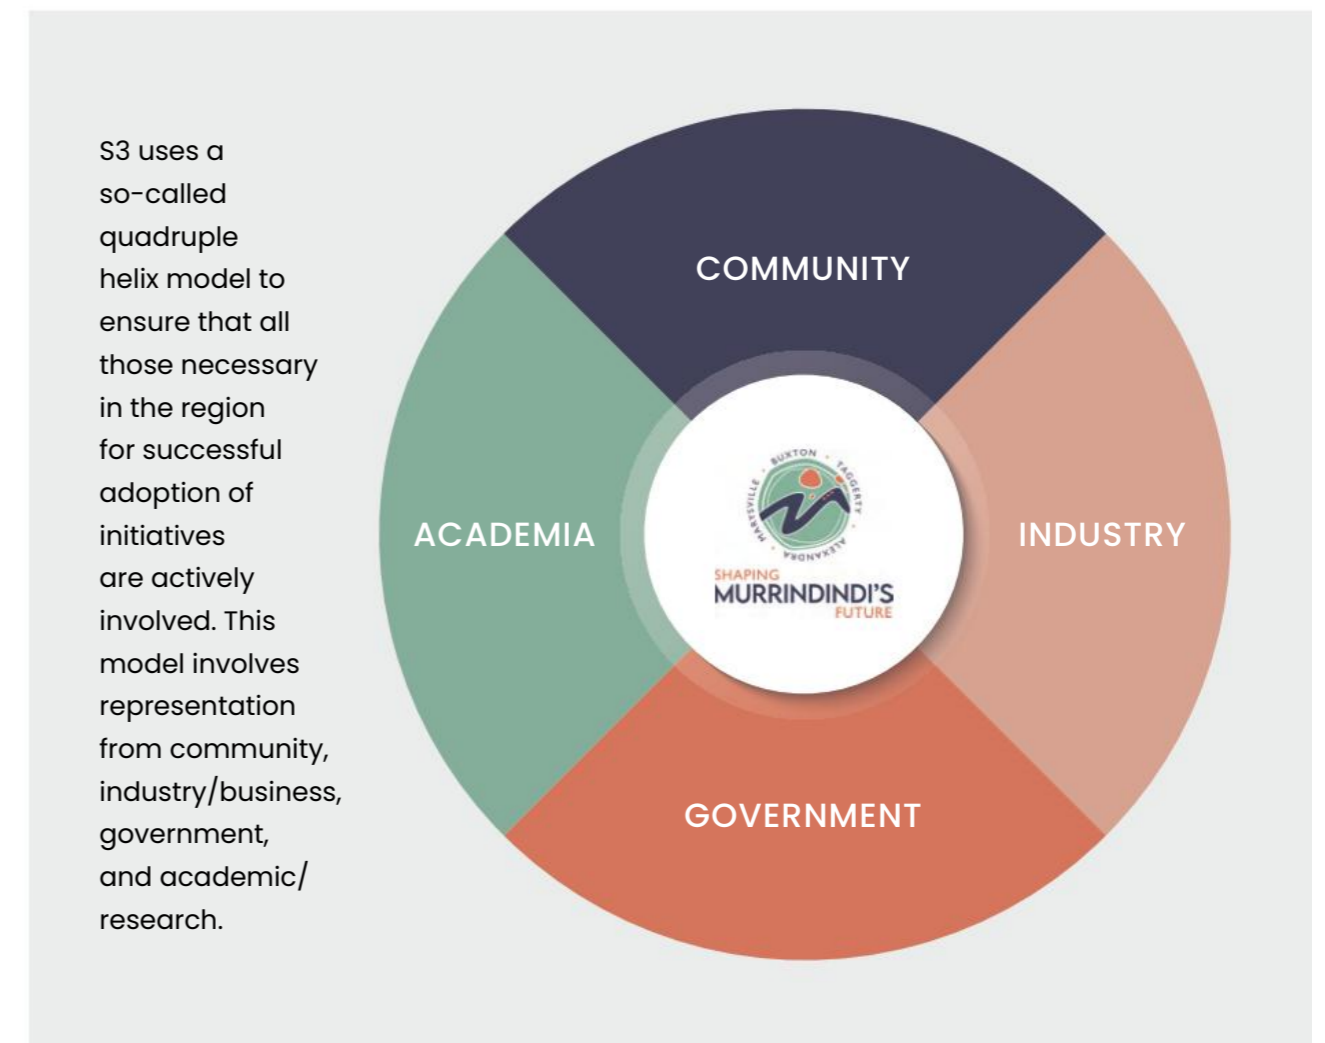 S3 uses a
so-called
quadruple
helix model to
ensure that all
those necessary
in the region
for successful
adoption of
initiatives
are actively
involved. This
model involves
representation
from community,
industry/business,
government,
and academic/
research.
COMMUNITY
ACADEMIA
INDUSTRY
GOVERNMENT
MARYSVILLE · BUXTON · TAGGERTY · ALEXANDRA ·
SHAPING
MURRINDINDI'S
FUTURE